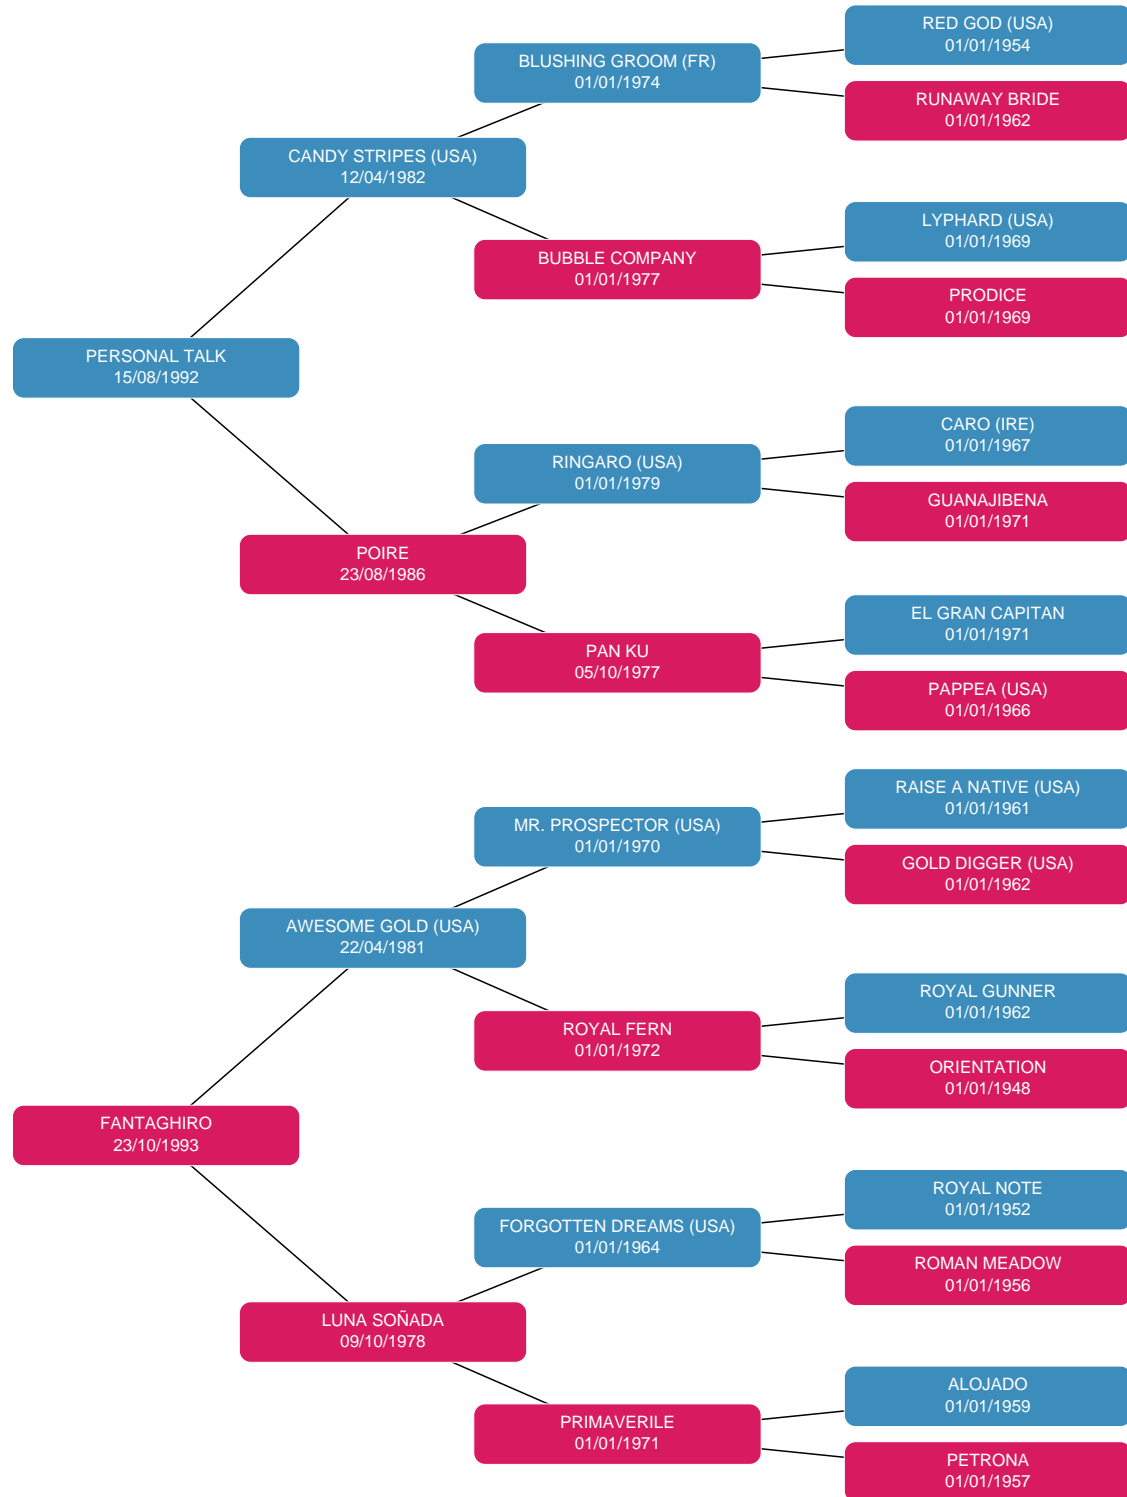 RED GOD (USA)
01/01/1954
BLUSHING GROOM (FR)
01/01/1974
RUNAWAY BRIDE
01/01/1962
CANDY STRIPES (USA)
12/04/1982
LYPHARD (USA)
01/01/1969
BUBBLE COMPANY
01/01/1977
PRODICE
01/01/1969
PERSONAL TALK
15/08/1992
CARO (IRE)
01/01/1967
RINGARO (USA)
01/01/1979
GUANAJIBENA
01/01/1971
POIRE
23/08/1986
EL GRAN CAPITAN
01/01/1971
PAN KU
05/10/1977
PAPPEA (USA)
01/01/1966
RAISE A NATIVE (USA)
01/01/1961
MR. PROSPECTOR (USA)
01/01/1970
GOLD DIGGER (USA)
01/01/1962
AWESOME GOLD (USA)
22/04/1981
ROYAL GUNNER
01/01/1962
ROYAL FERN
01/01/1972
ORIENTATION
01/01/1948
FANTAGHIRO
23/10/1993
ROYAL NOTE
01/01/1952
FORGOTTEN DREAMS (USA)
01/01/1964
ROMAN MEADOW
01/01/1956
LUNA SOÑADA
09/10/1978
ALOJADO
01/01/1959
PRIMAVERILE
01/01/1971
PETRONA
01/01/1957